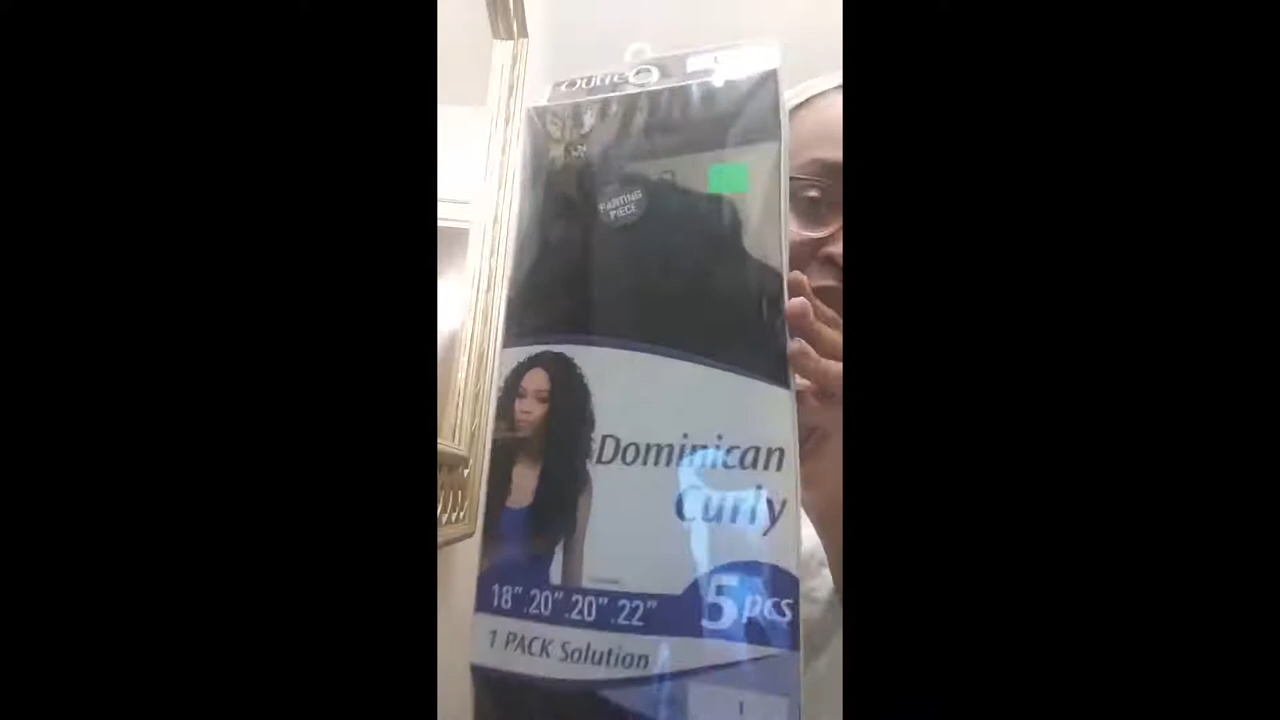 Outre
PARTING
PIECE
Dominican
Curly
18".20".20".22"
5pcs
1 PACK Solution